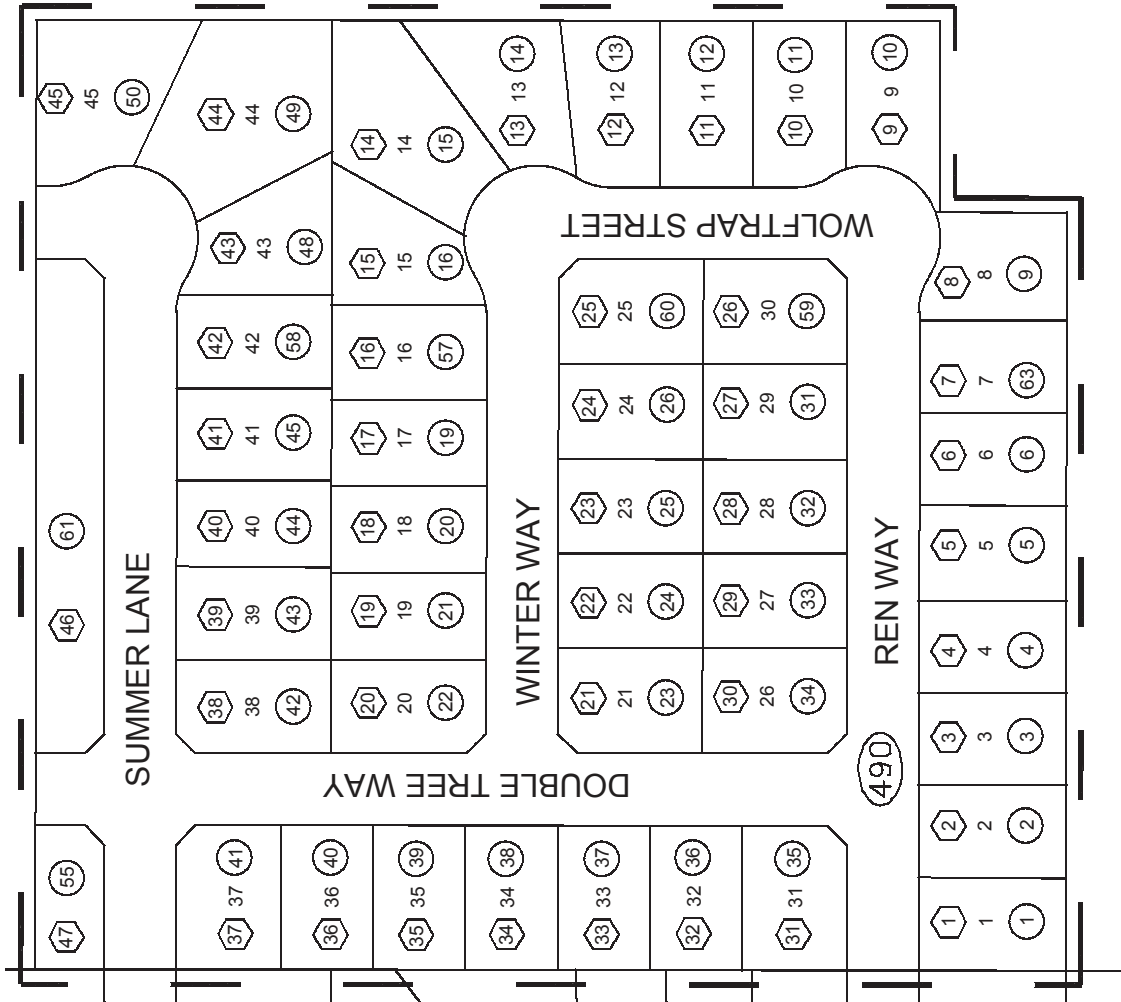 45 45 50
44 44 49
14 14 15
13 13 14
12 12 13
11 11 12
10 10 11
9 9 10
43 43 48
15 15 16
WOLFTRAP STREET
8 8 9
42 42 58
16 16 57
25 25 60
26 30 59
7 7 63
41 41 45
17 17 19
24 24 26
27 29 31
6 6 6
46 61
SUMMER LANE
40 40 44
18 18 20
WINTER WAY
23 23 25
28 28 32
REN WAY
5 5 5
39 39 43
19 19 21
22 22 24
29 27 33
4 4 4
38 38 42
20 20 22
21 21 23
30 26 34
3 3 3
DOUBLE TREE WAY
490
2 2 2
47 55
37 37 41
36 36 40
35 35 39
34 34 38
33 33 37
32 32 36
31 31 35
1 1 1